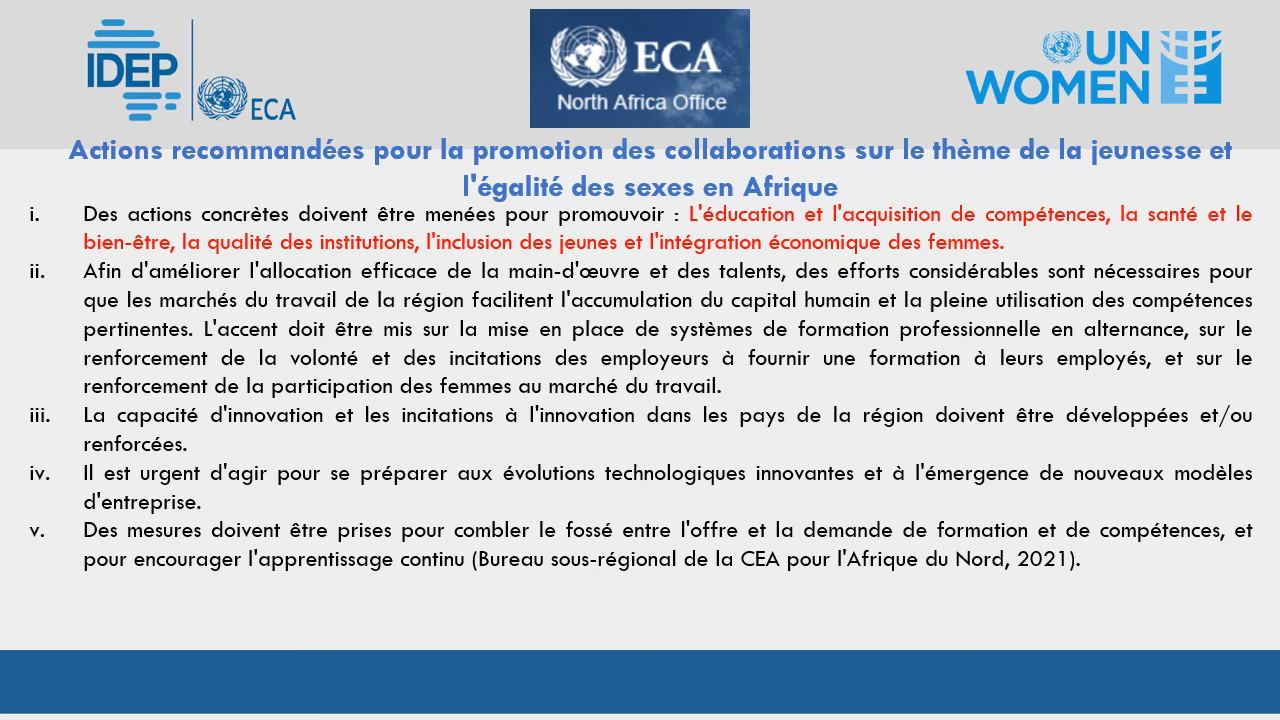 IDEP
ECA
ECA
North Africa Office
UN
WOMEN
Actions recommandées pour la promotion des collaborations sur le thème de la jeunesse et
l'égalité des sexes en Afrique
i. Des actions concrètes doivent être menées pour promouvoir : L'éducation et l'acquisition de compétences, la santé et le
bien-être, la qualité des institutions, l'inclusion des jeunes et l'intégration économique des femmes.
ii. Afin d'améliorer l'allocation efficace de la main-d'œuvre et des talents, des efforts considérables sont nécessaires pour
que les marchés du travail de la région facilitent l'accumulation du capital humain et la pleine utilisation des compétences
pertinentes. L'accent doit être mis sur la mise en place de systèmes de formation professionnelle en alternance, sur le
renforcement de la volonté et des incitations des employeurs à fournir une formation à leurs employés, et sur le
renforcement de la participation des femmes au marché du travail.
iii. La capacité d'innovation et les incitations à l'innovation dans les pays de la région doivent être développées et/ou
renforcées.
iv. Il est urgent d'agir pour se préparer aux évolutions technologiques innovantes et à l'émergence de nouveaux modèles
d'entreprise.
v. Des mesures doivent être prises pour combler le fossé entre l'offre et la demande de formation et de compétences, et
pour encourager l'apprentissage continu (Bureau sous-régional de la CEA pour l'Afrique du Nord, 2021).